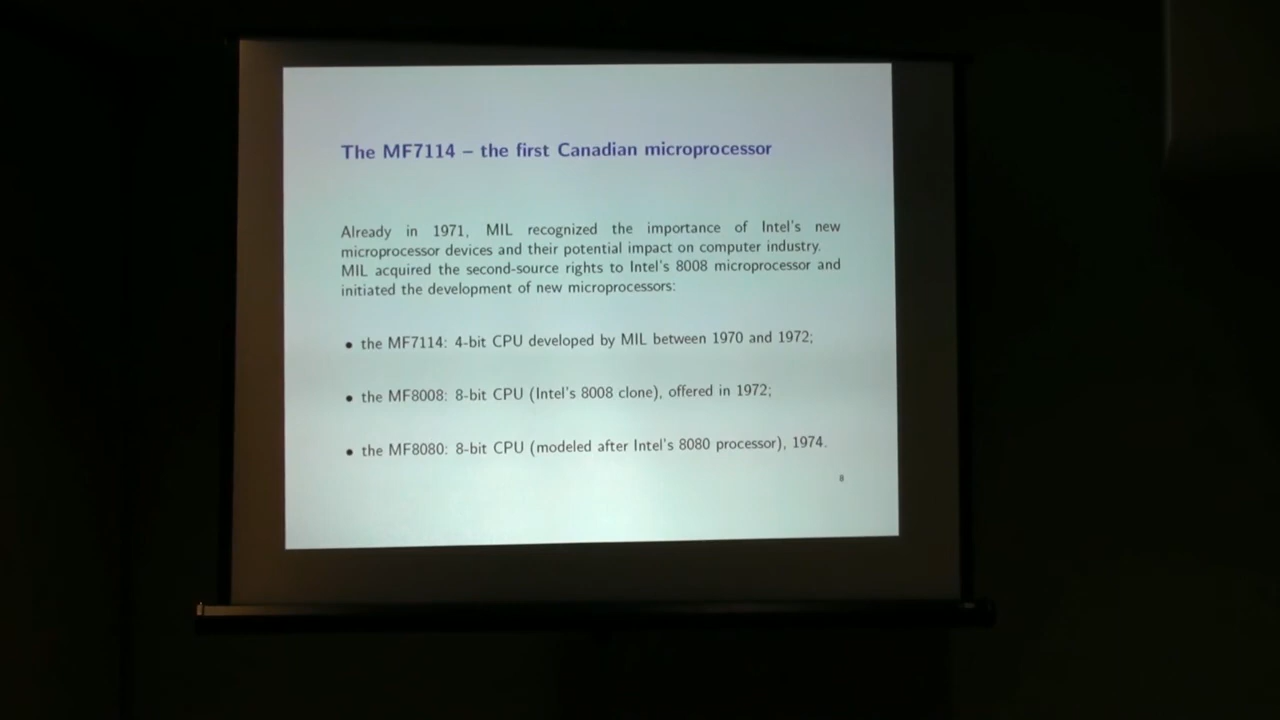 The MF7114 – the first Canadian microprocessor
Already in 1971, MIL recognized the importance of Intel's new
microprocessor devices and their potential impact on computer industry.
MIL acquired the second-source rights to Intel's 8008 microprocessor and
initiated the development of new microprocessors:
• the MF7114: 4-bit CPU developed by MIL between 1970 and 1972;
• the MF8008: 8-bit CPU (Intel's 8008 clone), offered in 1972;
• the MF8080: 8-bit CPU (modeled after Intel's 8080 processor), 1974.
8